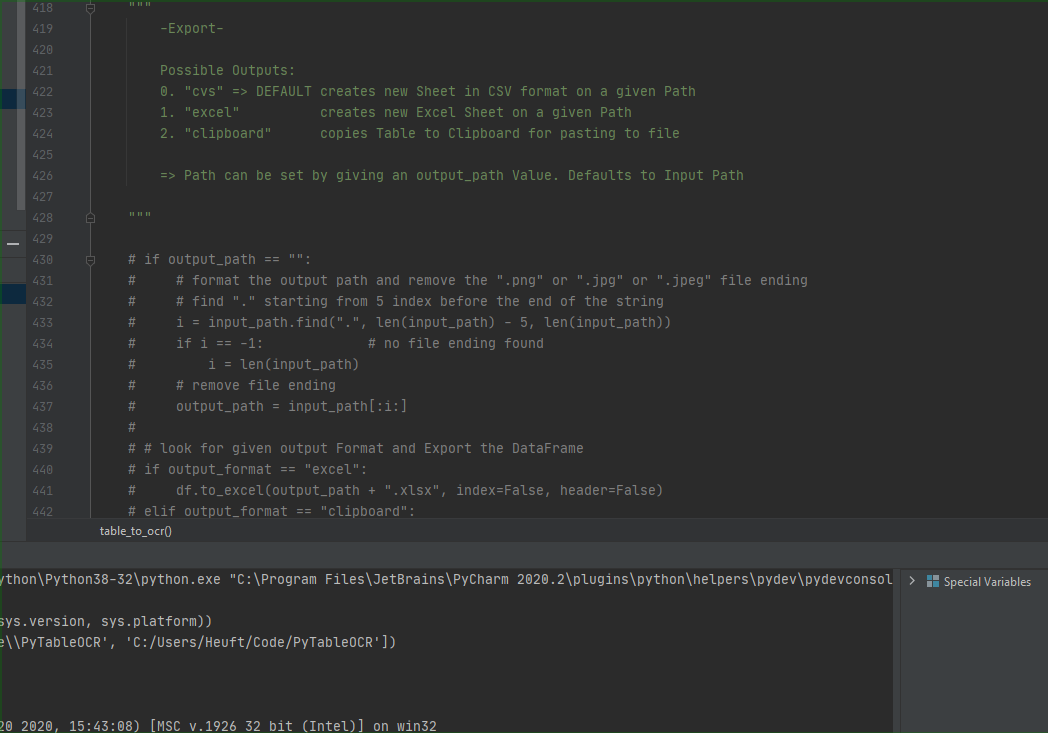 418 """
419 -Export-
420
421 Possible Outputs:
422 0. "cvs" => DEFAULT creates new Sheet in CSV format on a given Path
423 1. "excel" creates new Excel Sheet on a given Path
424 2. "clipboard" copies Table to Clipboard for pasting to file
425
426 => Path can be set by giving an output_path Value. Defaults to Input Path
427
428 """
429
430 # if output_path == "":
431 # # format the output path and remove the ".png" or ".jpg" or ".jpeg" file ending
432 # # find "." starting from 5 index before the end of the string
433 # i = input_path.find(".", len(input_path) - 5, len(input_path))
434 # if i == -1: # no file ending found
435 # i = len(input_path)
436 # # remove file ending
437 # output_path = input_path[:i:]
438 #
439 # # look for given output Format and Export the DataFrame
440 # if output_format == "excel":
441 # df.to_excel(output_path + ".xlsx", index=False, header=False)
442 # elif output_format == "clipboard":
table_to_ocr()
ython\Python38-32\python.exe "C:\Program Files\JetBrains\PyCharm 2020.2\plugins\python\helpers\pydev\pydevconsol
Special Variables
sys.version, sys.platform))
e\\PyTableOCR', 'C:/Users/Heuft/Code/PyTableOCR'])
20 2020, 15:43:08) [MSC v.1926 32 bit (Intel)] on win32